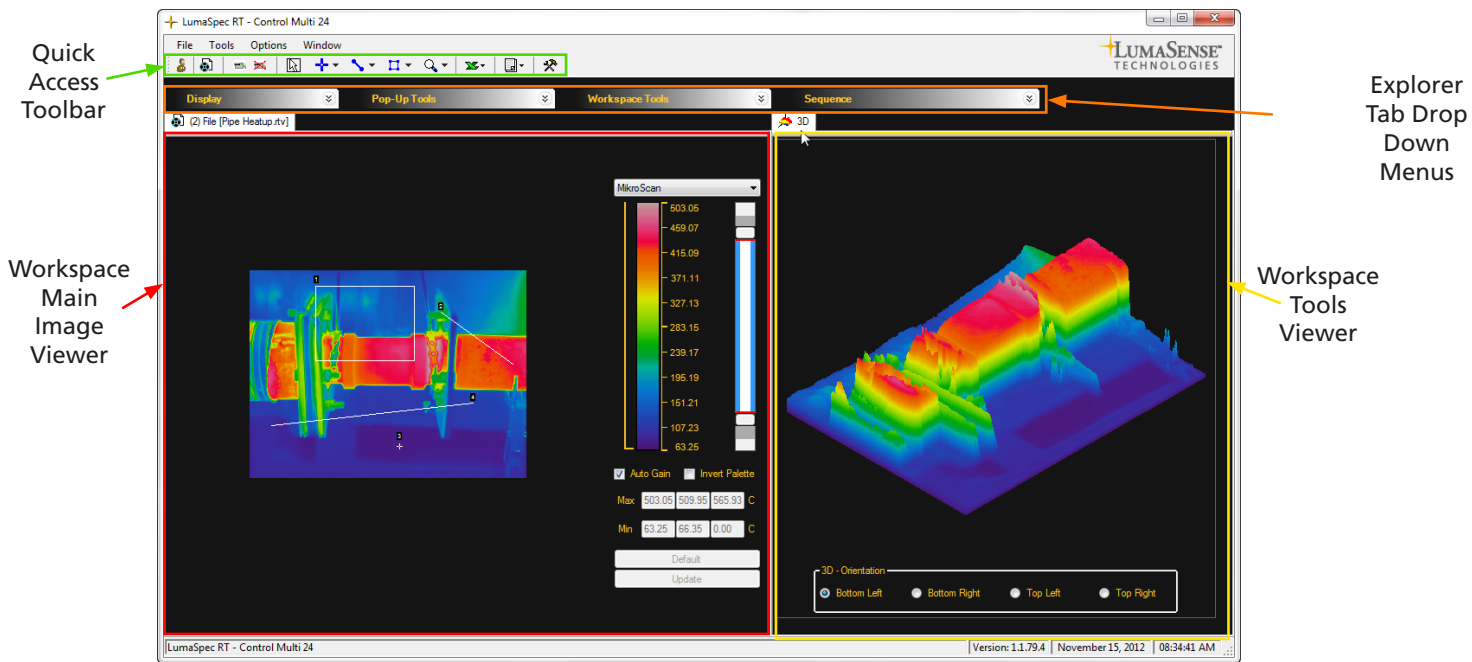 LumaSpec RT - Control Multi 24
File Tools Options Window
LUMASENSE™
TECHNOLOGIES
Quick
Access
Toolbar
Display Pop-Up Tools Workspace Tools Sequence
Explorer
Tab Drop
Down
Menus
(2) File [Pipe Heatup.rtv]
3D
MikroScan
503.05
459.07
415.09
371.11
327.13
283.15
239.17
195.19
151.21
107.23
63.25
1
2
4
3
Workspace
Main
Image
Viewer
Workspace
Tools
Viewer
Auto Gain Invert Palette
Max 503.05 509.95 565.93 C
Min 63.25 66.35 0.00 C
Default
Update
3D - Orientation
Bottom Left Bottom Right Top Left Top Right
LumaSpec RT - Control Multi 24
Version: 1.1.79.4 November 15, 2012 08:34:41 AM